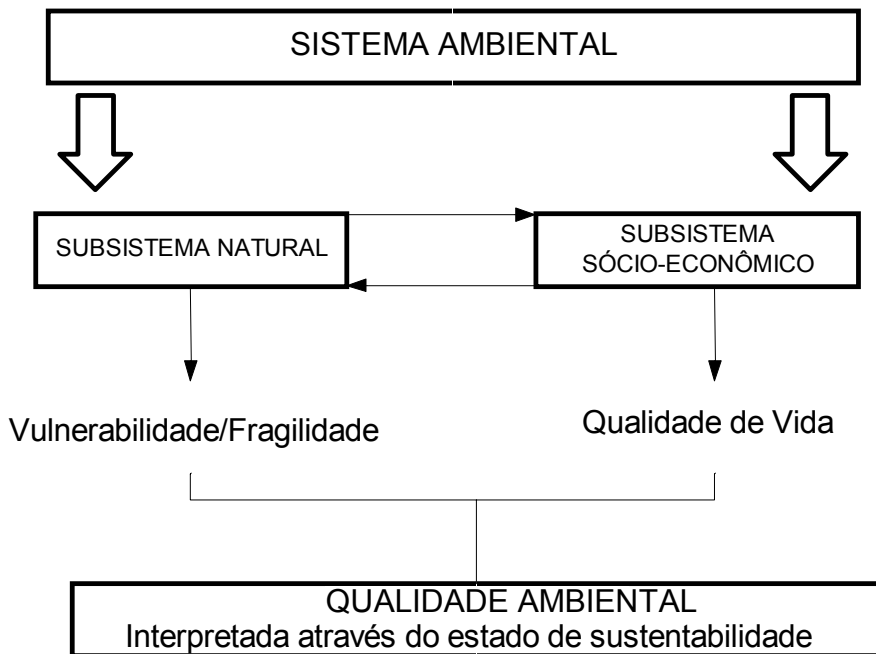 SISTEMA AMBIENTAL
SUBSISTEMA NATURAL
SUBSISTEMA
SÓCIO-ECONÔMICO
Vulnerabilidade/Fragilidade
Qualidade de Vida
QUALIDADE AMBIENTAL
Interpretada através do estado de sustentabilidade